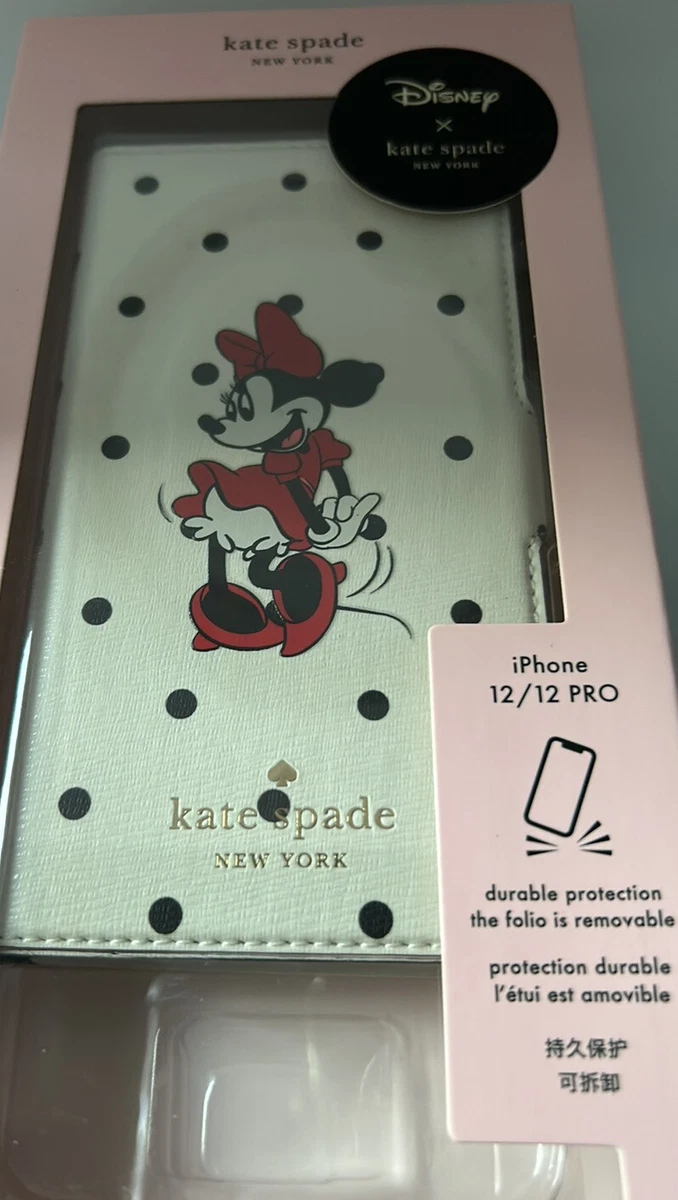 kate spade
NEW YORK
Disney
×
kate spade
NEW YORK
kate spade
NEW YORK
iPhone
12/12 PRO
durable protection
the folio is removable
protection durable
l'étui est amovible
持久保护
可拆卸